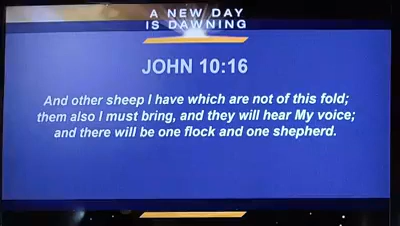 A NEW DAY
IS DAWNING
JOHN 10:16
And other sheep I have which are not of this fold;
them also I must bring, and they will hear My voice;
and there will be one flock and one shepherd.